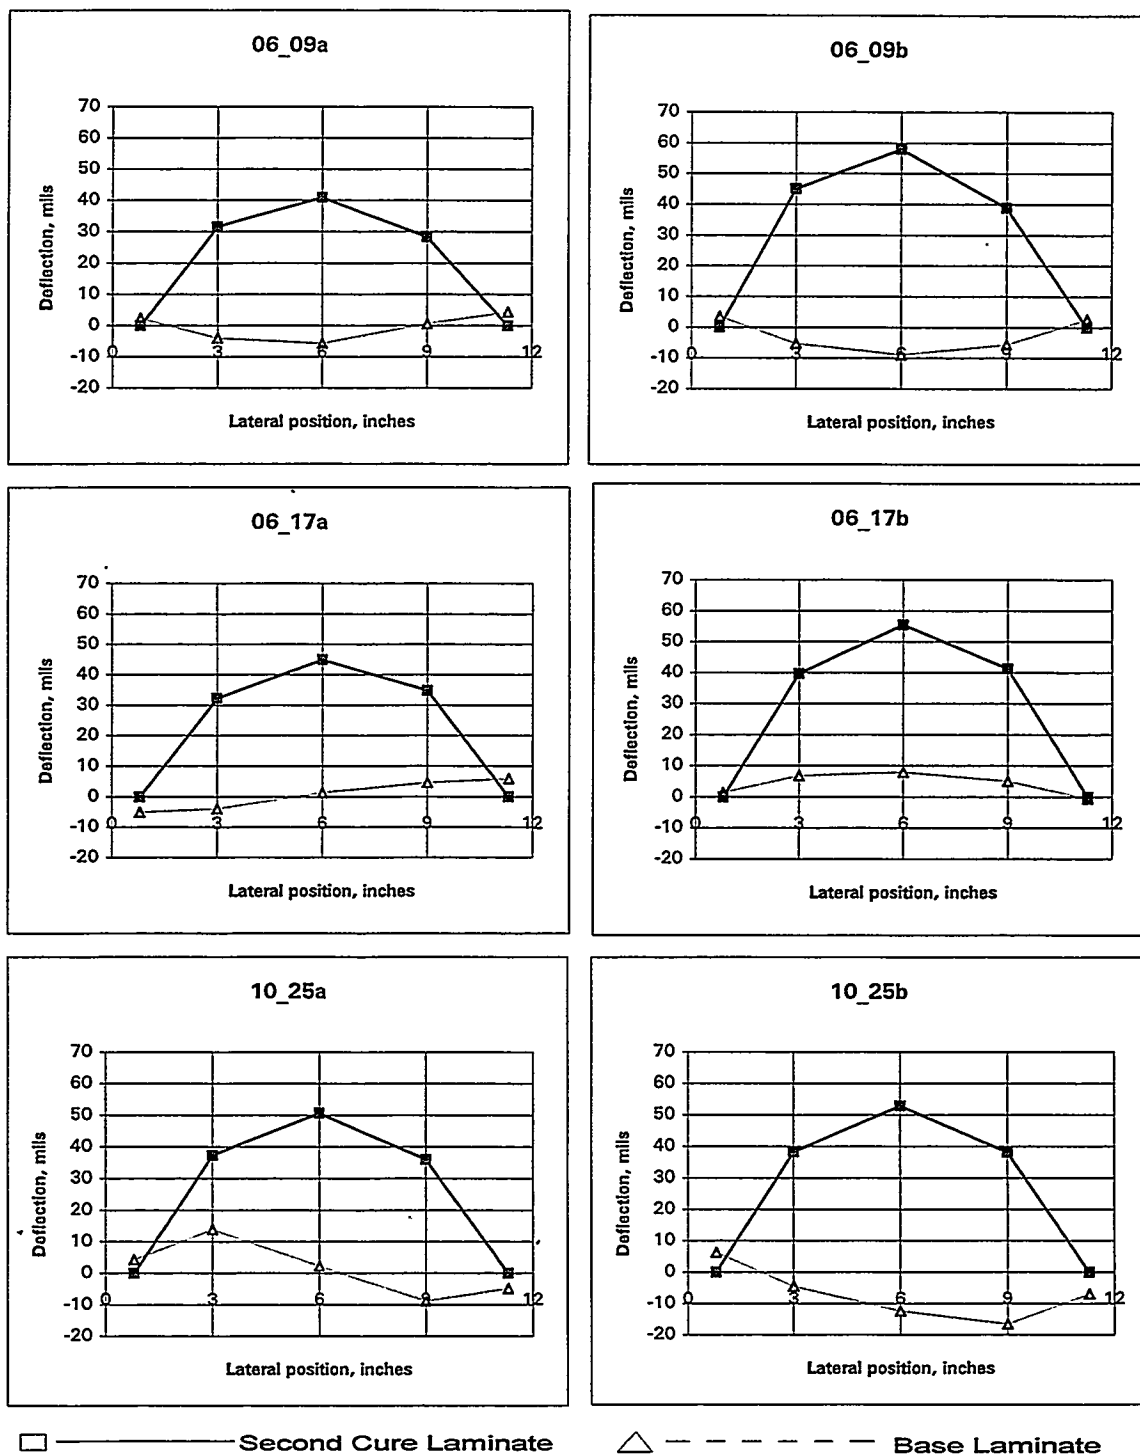 06_09a
70
60
50
40
30
20
10
0
-10
-20
0 3 6 9 12
Deflection, mils
Lateral position, inches
06_09b
70
60
50
40
30
20
10
0
-10
-20
0 3 6 9 12
Deflection, mils
Lateral position, inches
06_17a
70
60
50
40
30
20
10
0
-10
-20
0 3 6 9 12
Deflection, mils
Lateral position, inches
06_17b
70
60
50
40
30
20
10
0
-10
-20
0 3 6 9 12
Deflection, mils
Lateral position, inches
10_25a
70
60
50
40
30
20
10
0
-10
-20
0 3 6 9 12
Deflection, mils
Lateral position, inches
10_25b
70
60
50
40
30
20
10
0
-10
-20
0 3 6 9 12
Deflection, mils
Lateral position, inches
Second Cure Laminate
Base Laminate